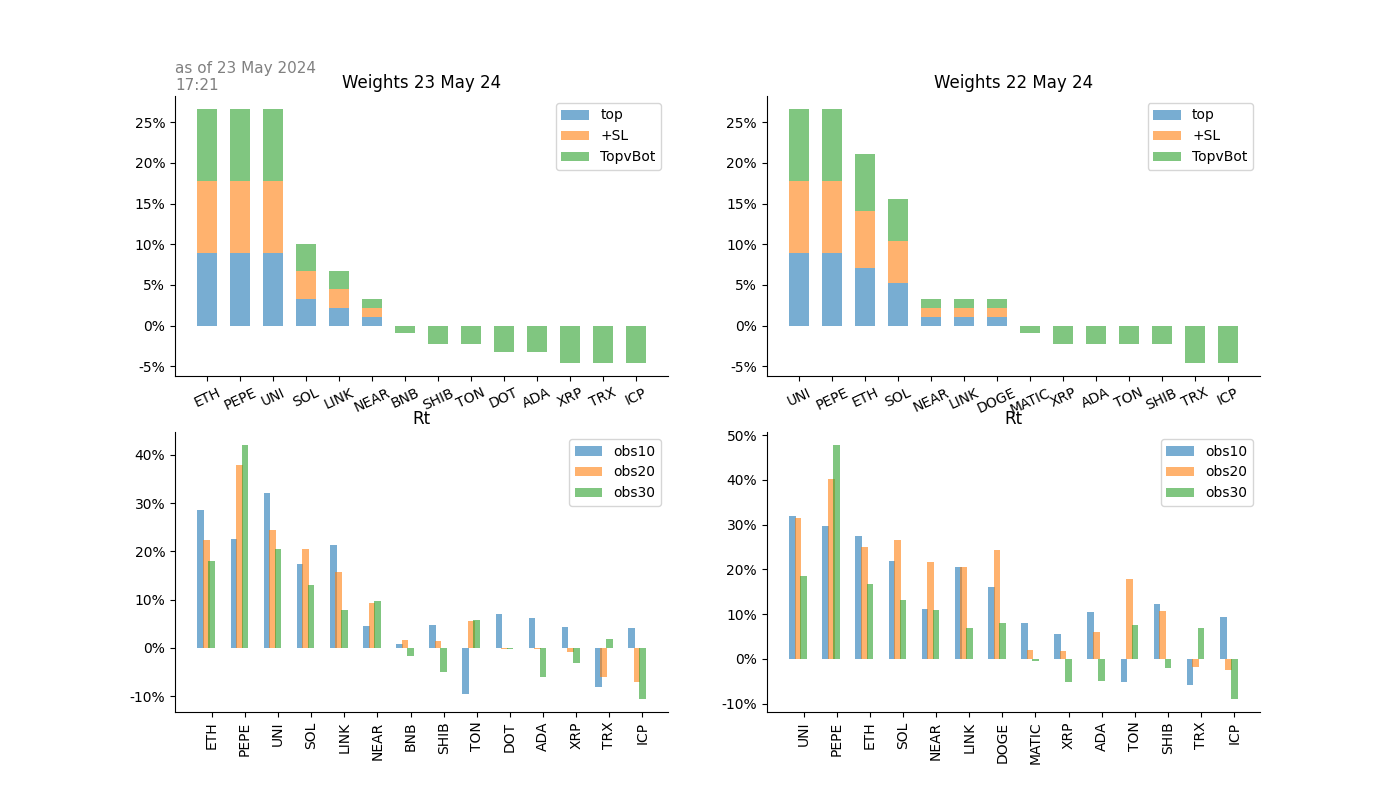 as of 23 May 2024
17:21
Weights 23 May 24
25%
20%
15%
10%
5%
0%
-5%
top
+SL
TopvBot
ETH PEPE UNI SOL LINK NEAR BNB SHIB TON DOT ADA XRP TRX ICP
Weights 22 May 24
25%
20%
15%
10%
5%
0%
-5%
top
+SL
TopvBot
UNI PEPE ETH SOL NEAR LINK DOGE MATIC XRP ADA TON SHIB TRX ICP
Rt
40%
30%
20%
10%
0%
-10%
obs10
obs20
obs30
ETH PEPE UNI SOL LINK NEAR BNB SHIB TON DOT ADA XRP TRX ICP
Rt
50%
40%
30%
20%
10%
0%
-10%
obs10
obs20
obs30
UNI PEPE ETH SOL NEAR LINK DOGE MATIC XRP ADA TON SHIB TRX ICP